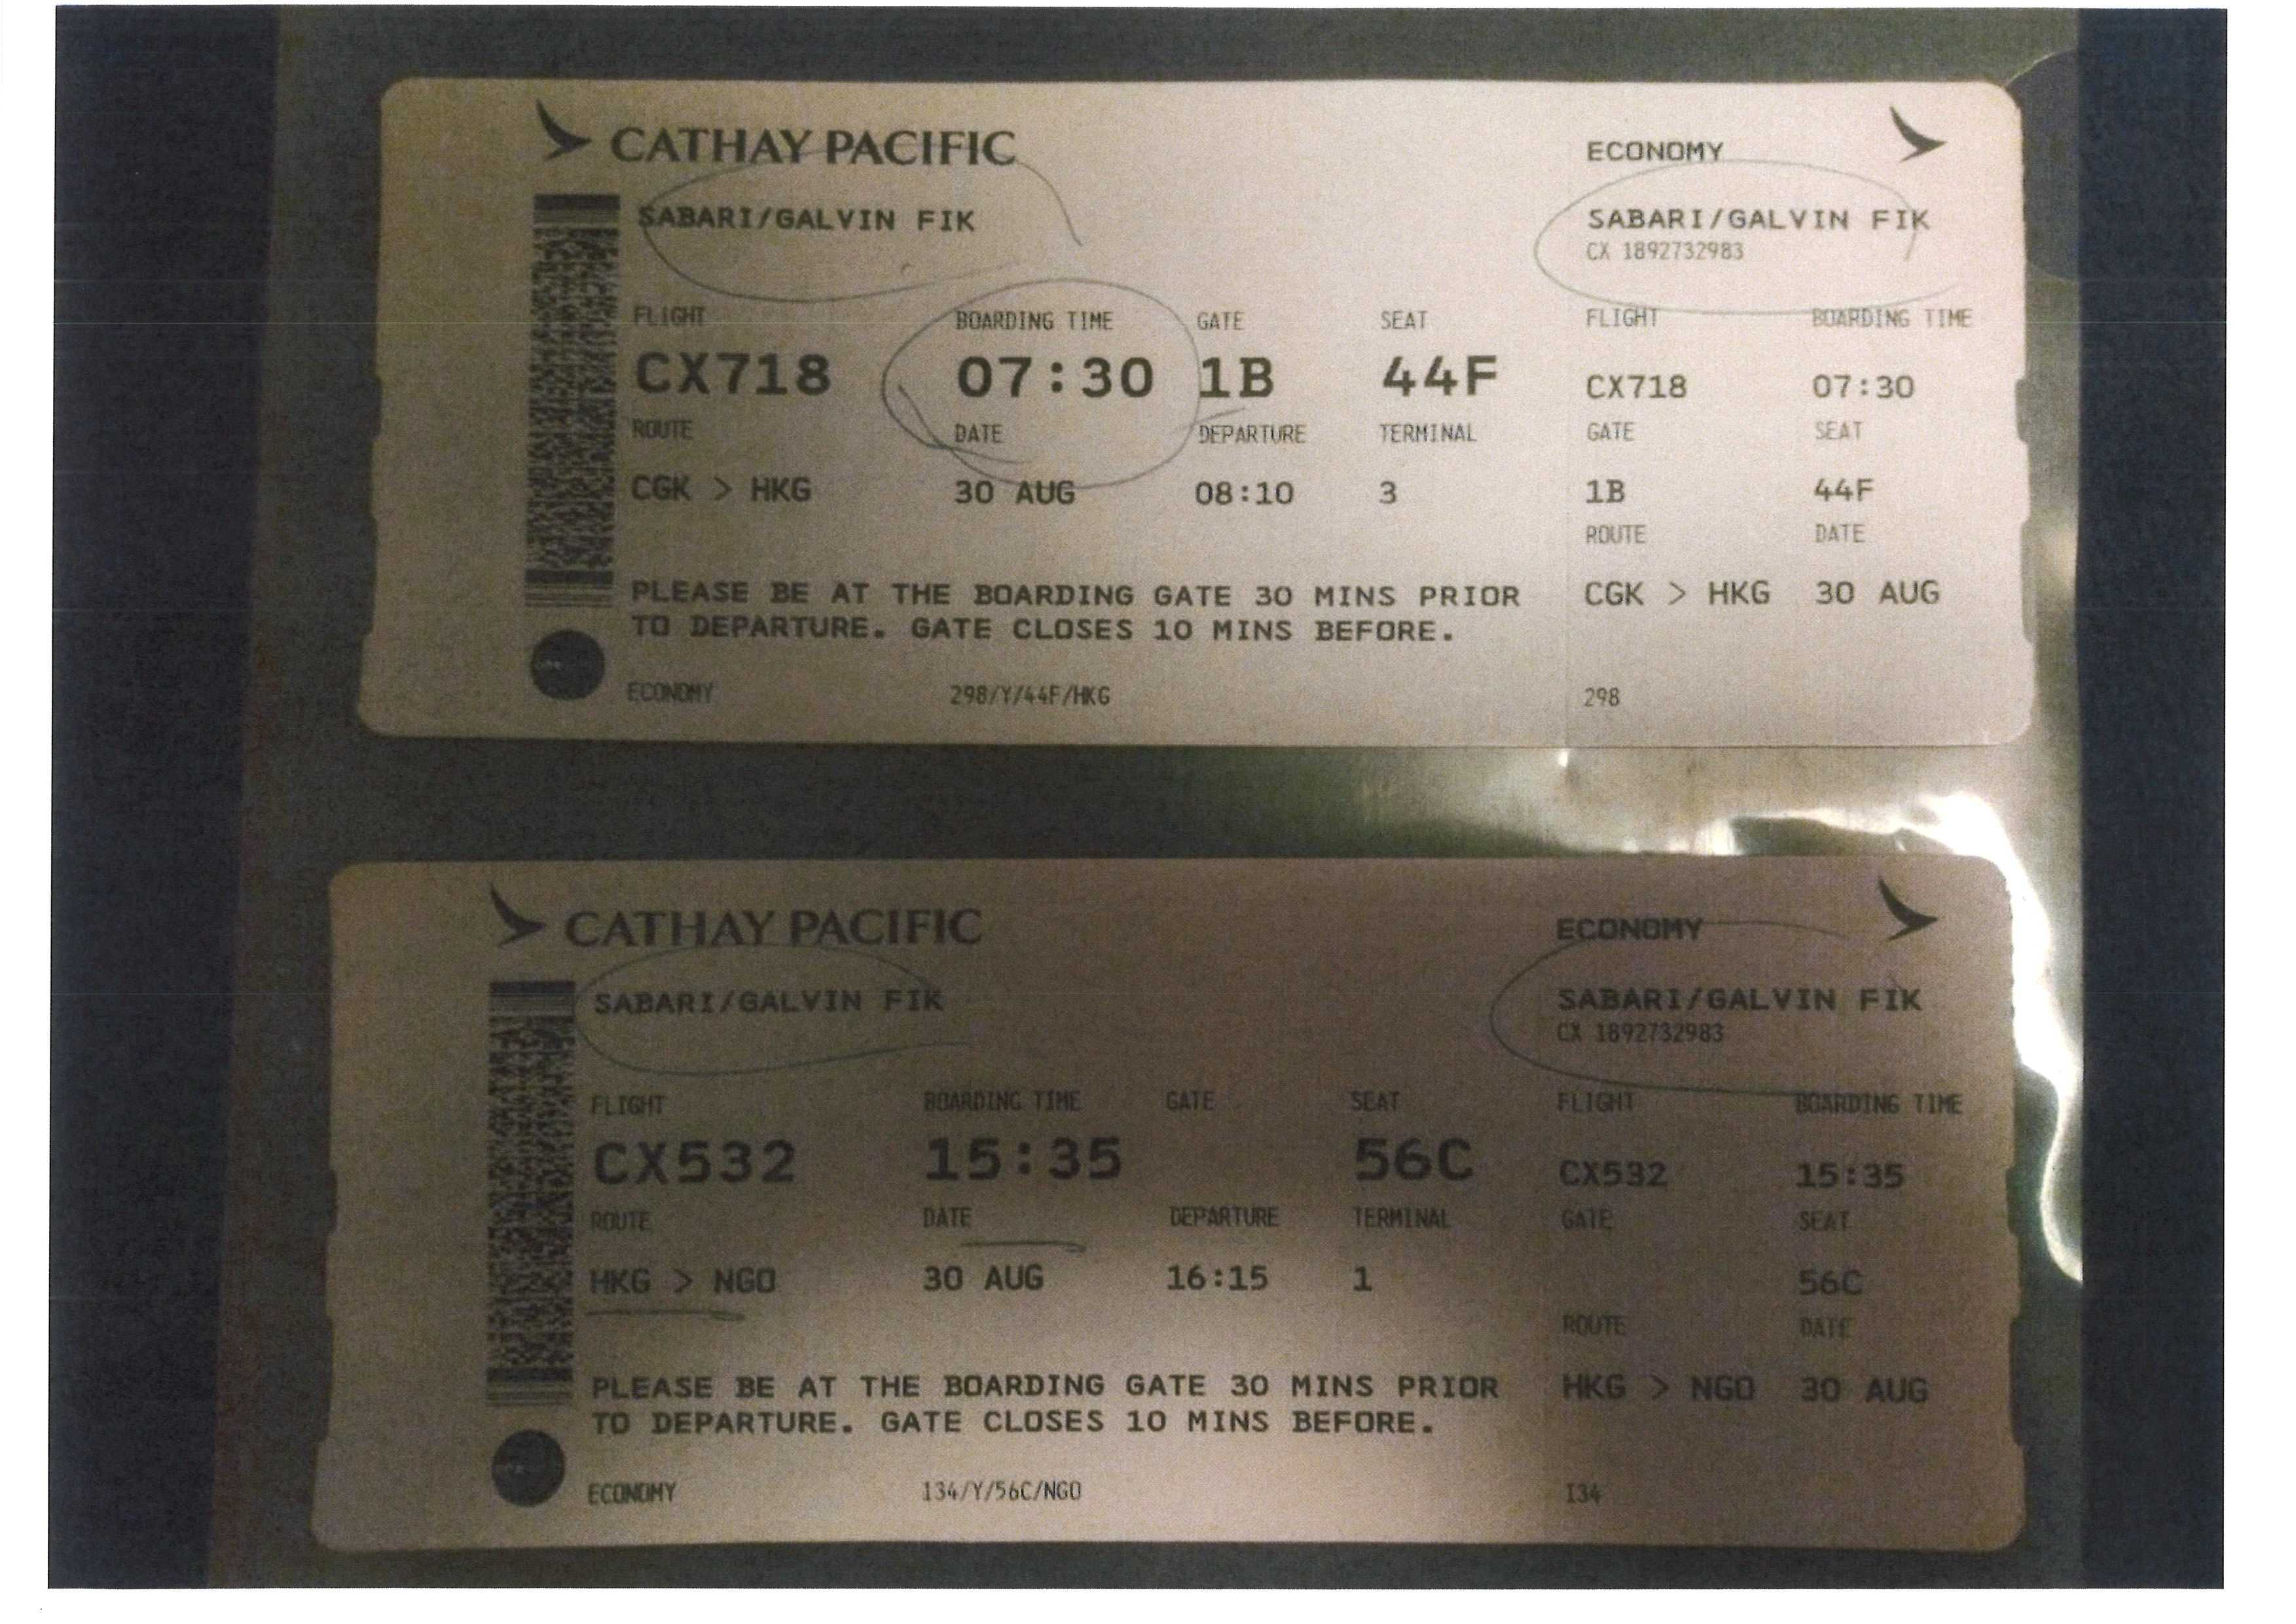 CATHAY PACIFIC
ECONOMY
SABARI/GALVIN FIK
SABARI/GALVIN FIK
CX 1892732983
FLIGHT BOARDING TIME GATE SEAT
FLIGHT BOARDING TIME
CX718 07:30 1B 44F
CX718 07:30
ROUTE DATE DEPARTURE TERMINAL
GATE SEAT
CGK > HKG 30 AUG 08:10 3
1B 44F
ROUTE DATE
PLEASE BE AT THE BOARDING GATE 30 MINS PRIOR
TO DEPARTURE. GATE CLOSES 10 MINS BEFORE.
CGK > HKG 30 AUG
ECONOMY 298/Y/44F/HKG
298
CATHAY PACIFIC
ECONOMY
SABARI/GALVIN FIK
SABARI/GALVIN FIK
CX 1892732983
FLIGHT BOARDING TIME GATE SEAT
FLIGHT BOARDING TIME
CX532 15:35 56C
CX532 15:35
ROUTE DATE DEPARTURE TERMINAL
GATE SEAT
HKG > NGO 30 AUG 16:15 1
56C
ROUTE DATE
PLEASE BE AT THE BOARDING GATE 30 MINS PRIOR
TO DEPARTURE. GATE CLOSES 10 MINS BEFORE.
HKG > NGO 30 AUG
ECONOMY 134/Y/56C/NGO
134